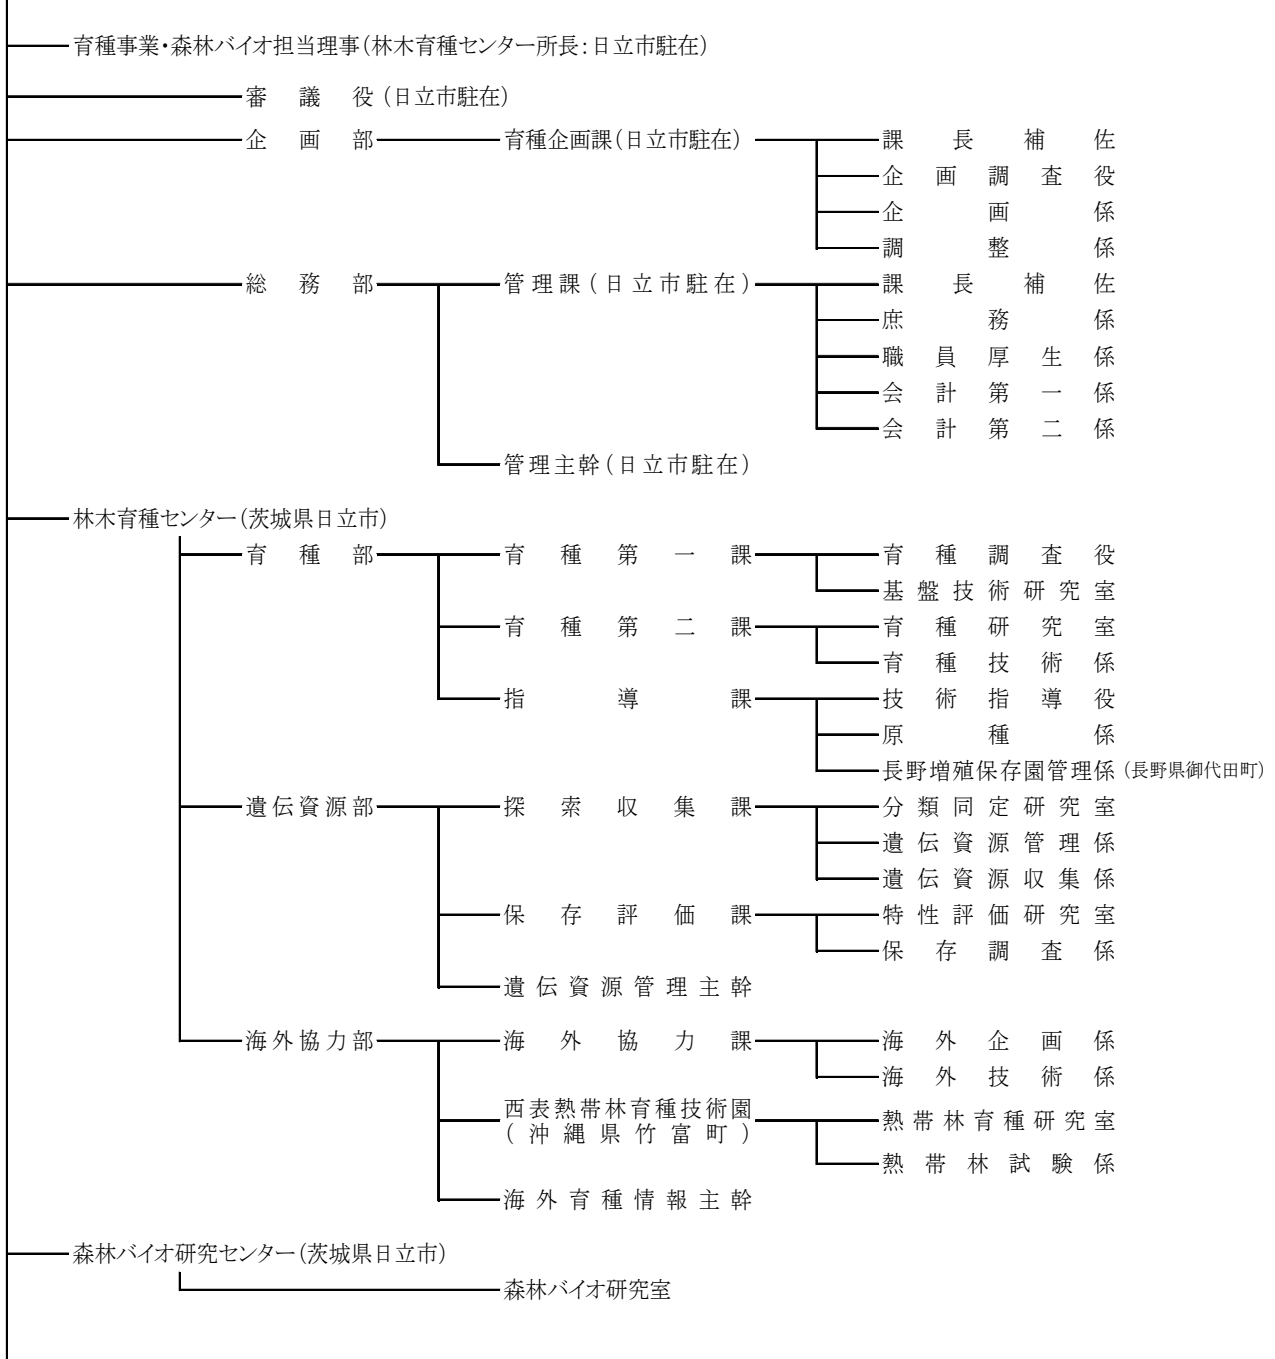 育種事業・森林バイオ担当理事(林木育種センター所長:日立市駐在)
審議役(日立市駐在)
企画部 育種企画課(日立市駐在) 課長補佐
企画調査役
企画係
調整係
総務部 管理課(日立市駐在) 課長補佐
庶務係
職員厚生係
会計第一係
会計第二係
管理主幹(日立市駐在)
林木育種センター(茨城県日立市)
育種部 育種第一課 育種調査役
基盤技術研究室
育種第二課 育種研究室
育種技術係
指導課 技術指導役
原種係
長野増殖保存園管理係(長野県御代田町)
遺伝資源部 探索収集課 分類同定研究室
遺伝資源管理係
遺伝資源収集係
保存評価課 特性評価研究室
保存調査係
遺伝資源管理主幹
海外協力部 海外協力課 海外企画係
海外技術係
西表熱帯林育種技術園
(沖縄県竹富町) 熱帯林育種研究室
熱帯林試験係
海外育種情報主幹
森林バイオ研究センター(茨城県日立市)
森林バイオ研究室